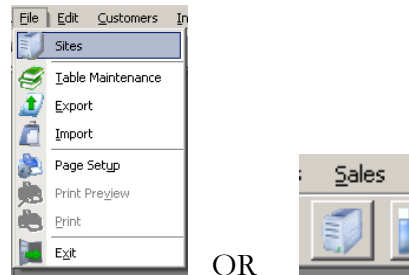 File Edit Customers In
Sites
Table Maintenance
Export
Import
Page Setup
Print Preview
Print
Exit
OR
Sales